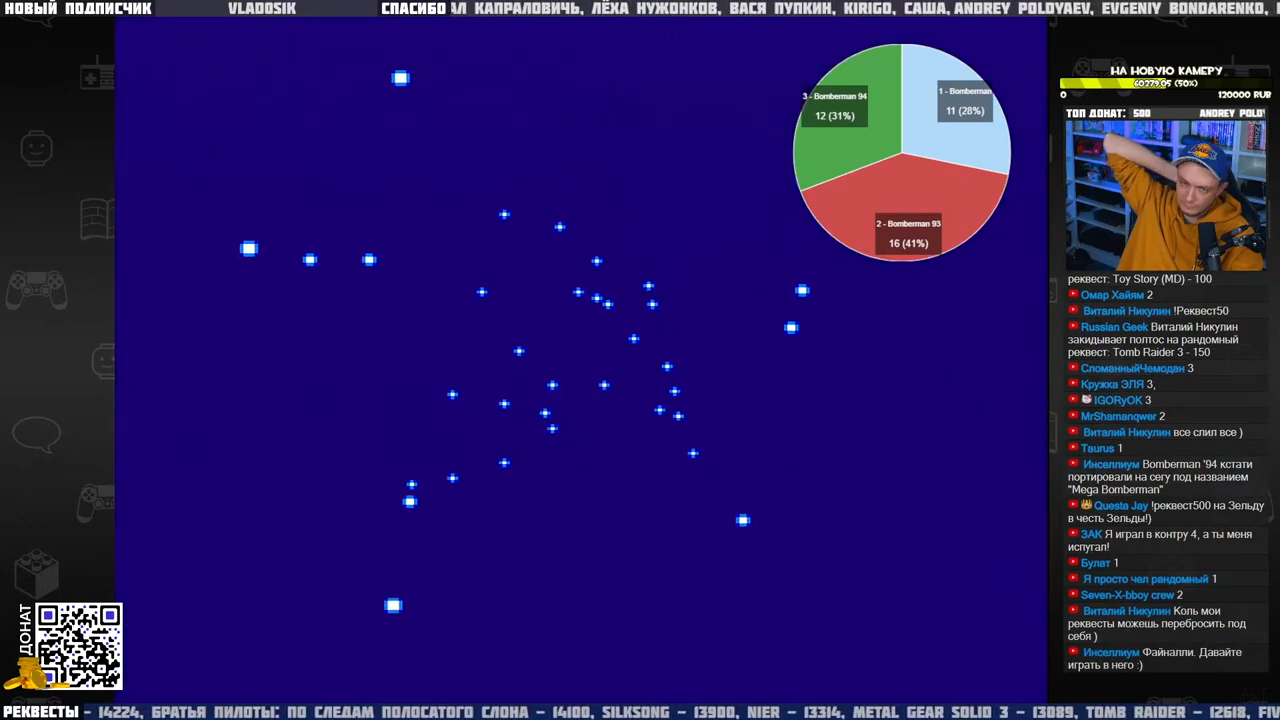 НОВЫЙ ПОДПИСЧИК VLADOSIK СПАСИБО АЛ КАПРАЛОВИЧЬ, ЛЁХА НУЖОНКОВ, ВАСЯ ПУПКИН, KIRIGO, САША, ANDREY POLOYAEV, EVGENIY BONDARENKO,
3 - Bomberman 94
12 (31%)
1 - Bomberman
11 (28%)
2 - Bomberman 93
16 (41%)
НА НОВУЮ КАМЕРУ
60279.05 (50%)
0 120000 RUB
ТОП ДОНАТ: 500 ANDREY POLO
реквест: Toy Story (MD) - 100
Омар Хайям 2
Виталий Никулин !Реквест50
Russian Geek Виталий Никулин
закидывает полтос на рандомный
реквест: Tomb Raider 3 - 150
СломанныйЧемодан 3
Кружка ЭЛЯ 3,
IGORyOK 3
MrShamanqwer 2
Виталий Никулин все слил все )
Taurus 1
Инселлиум Bomberman '94 кстати
портировали на сегу под названием
"Mega Bomberman"
Questa Jay !реквест500 на Зельду
в честь Зельды!)
ЗАК Я играл в контру 4, а ты меня
испугал!
Булат 1
Я просто чел рандомный 1
Seven-X-bboy crew 2
Виталий Никулин Коль мои
реквесты можешь перебросить под
себя )
Инселлиум Файналли. Давайте
играть в него :)
ДОНАТ
РЕКВЕСТЫ - 14224, БРАТЬЯ ПИЛОТЫ: ПО СЛЕДАМ ПОЛОСАТОГО СЛОНА - 14100, SILKSONG - 13900, NIER - 13314, METAL GEAR SOLID 3 - 13089, TOMB RAIDER - 12618,